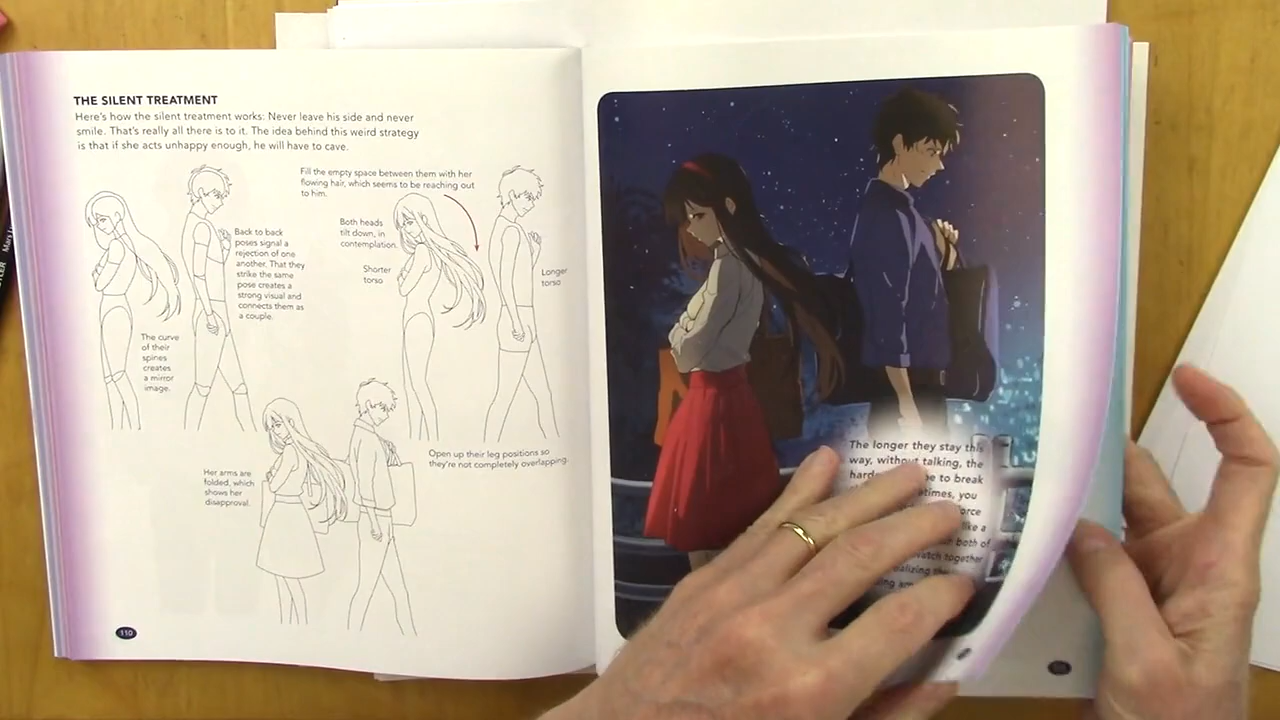 THE SILENT TREATMENT
Here's how the silent treatment works: Never leave his side and never
smile. That's really all there is to it. The idea behind this weird strategy
is that if she acts unhappy enough, he will have to cave.
Fill the empty space between them with her
flowing hair, which seems to be reaching out
to him.
Both heads
tilt down, in
contemplation.
Back to back
poses signal a
rejection of one
another. That they
strike the same
pose creates a
strong visual and
connects them as
a couple.
Shorter
torso
Longer
torso
The curve
of their
spines
creates
a mirror
image.
Open up their leg positions so
they're not completely overlapping.
Her arms are
folded, which
shows her
disapproval.
110
The longer they stay this
way, without talking, the
to break
you
like a
both of
together